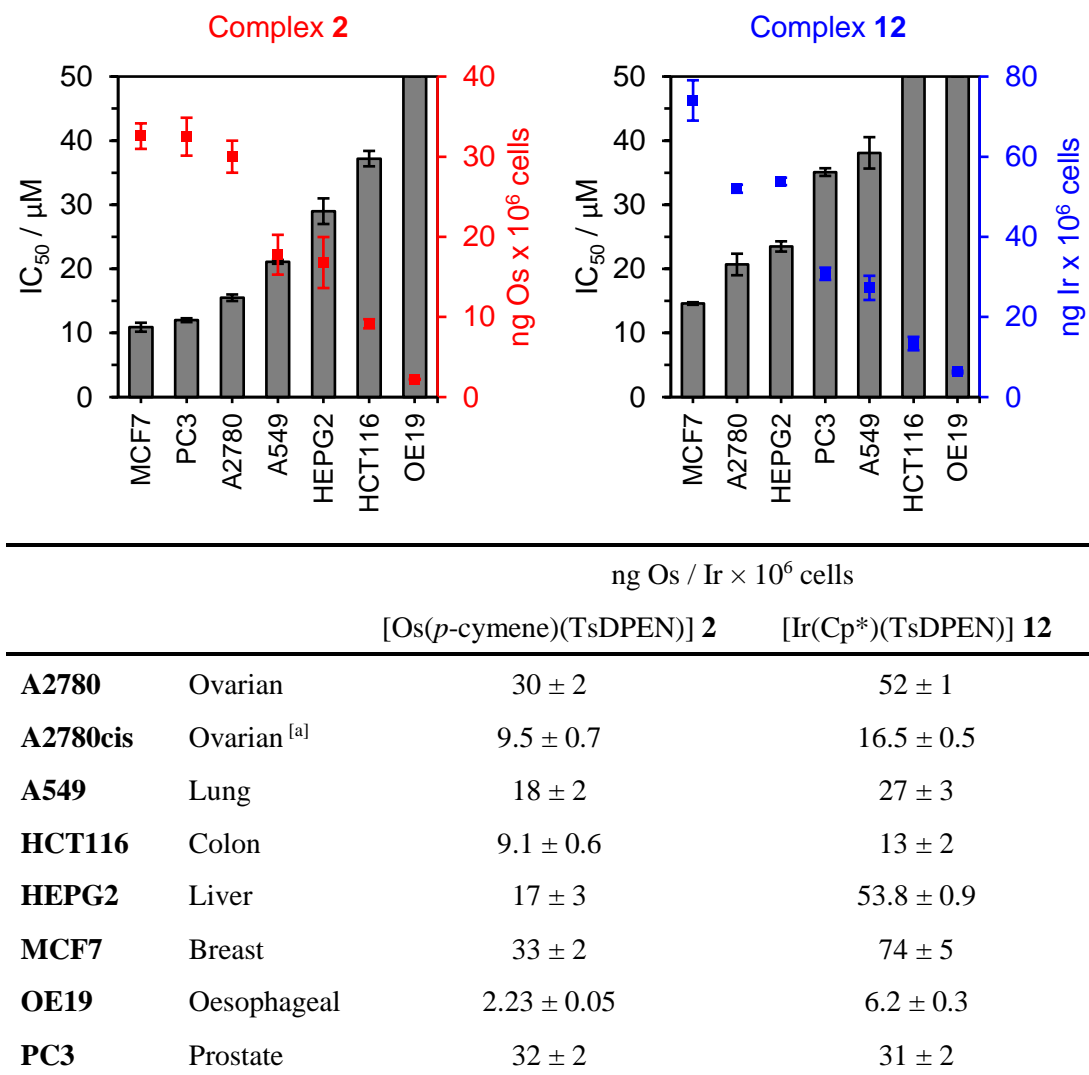 Complex 2
Complex 12
50
40
30
20
10
0
IC50 / µM
40
30
20
10
0
ng Os x 10⁶ cells
MCF7
PC3
A2780
A549
HEPG2
HCT116
OE19
50
40
30
20
10
0
IC50 / µM
80
60
40
20
0
ng Ir x 10⁶ cells
MCF7
A2780
HEPG2
PC3
A549
HCT116
OE19
ng Os / Ir × 10⁶ cells
[Os(p-cymene)(TsDPEN)] 2 [Ir(Cp*)(TsDPEN)] 12
A2780 Ovarian 30 ± 2 52 ± 1
A2780cis Ovarian [a] 9.5 ± 0.7 16.5 ± 0.5
A549 Lung 18 ± 2 27 ± 3
HCT116 Colon 9.1 ± 0.6 13 ± 2
HEPG2 Liver 17 ± 3 53.8 ± 0.9
MCF7 Breast 33 ± 2 74 ± 5
OE19 Oesophageal 2.23 ± 0.05 6.2 ± 0.3
PC3 Prostate 32 ± 2 31 ± 2